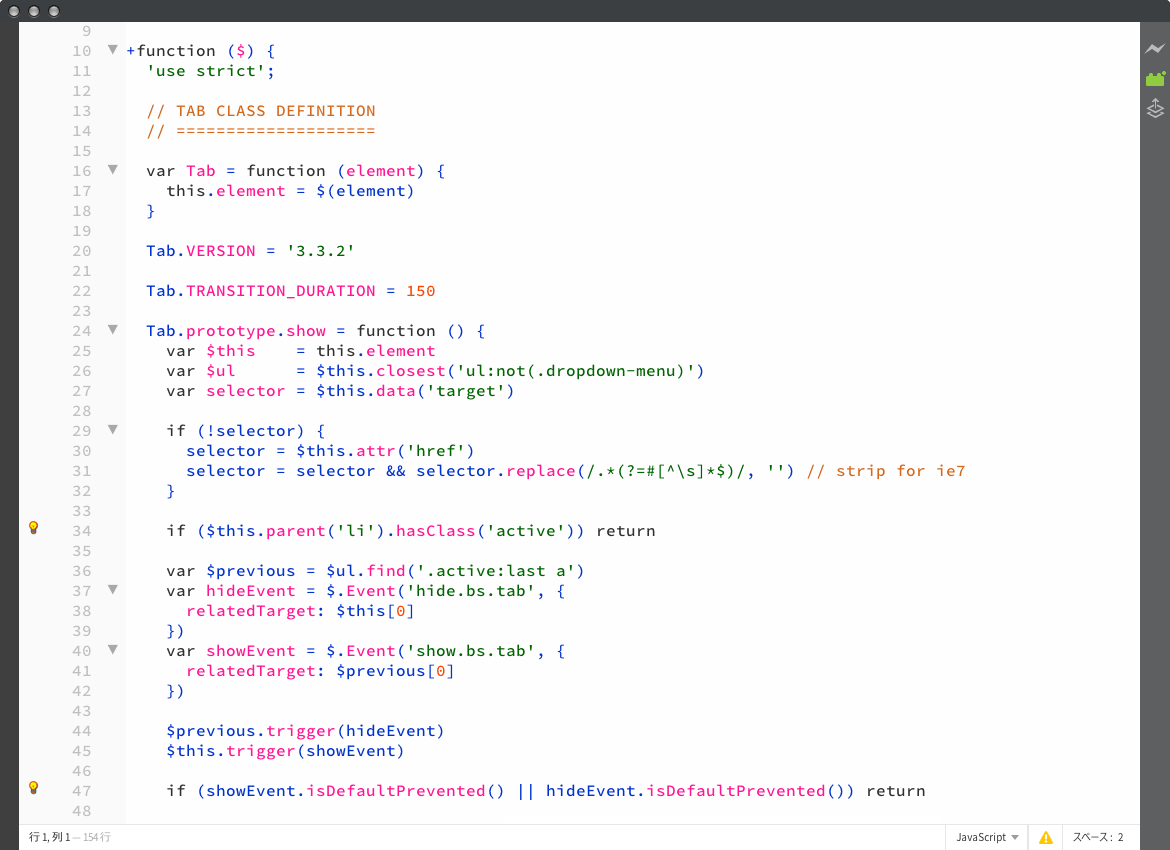 9
10 +function ($) {
11   'use strict';
12
13   // TAB CLASS DEFINITION
14   // ====================
15
16   var Tab = function (element) {
17     this.element = $(element)
18   }
19
20   Tab.VERSION = '3.3.2'
21
22   Tab.TRANSITION_DURATION = 150
23
24   Tab.prototype.show = function () {
25     var $this    = this.element
26     var $ul      = $this.closest('ul:not(.dropdown-menu)')
27     var selector = $this.data('target')
28
29     if (!selector) {
30       selector = $this.attr('href')
31       selector = selector && selector.replace(/.*(?=#[^\s]*$)/, '') // strip for ie7
32     }
33
34     if ($this.parent('li').hasClass('active')) return
35
36     var $previous = $ul.find('.active:last a')
37     var hideEvent = $.Event('hide.bs.tab', {
38       relatedTarget: $this[0]
39     })
40     var showEvent = $.Event('show.bs.tab', {
41       relatedTarget: $previous[0]
42     })
43
44     $previous.trigger(hideEvent)
45     $this.trigger(showEvent)
46
47     if (showEvent.isDefaultPrevented() || hideEvent.isDefaultPrevented()) return
48
行 1, 列 1 — 154 行 JavaScript スペース: 2